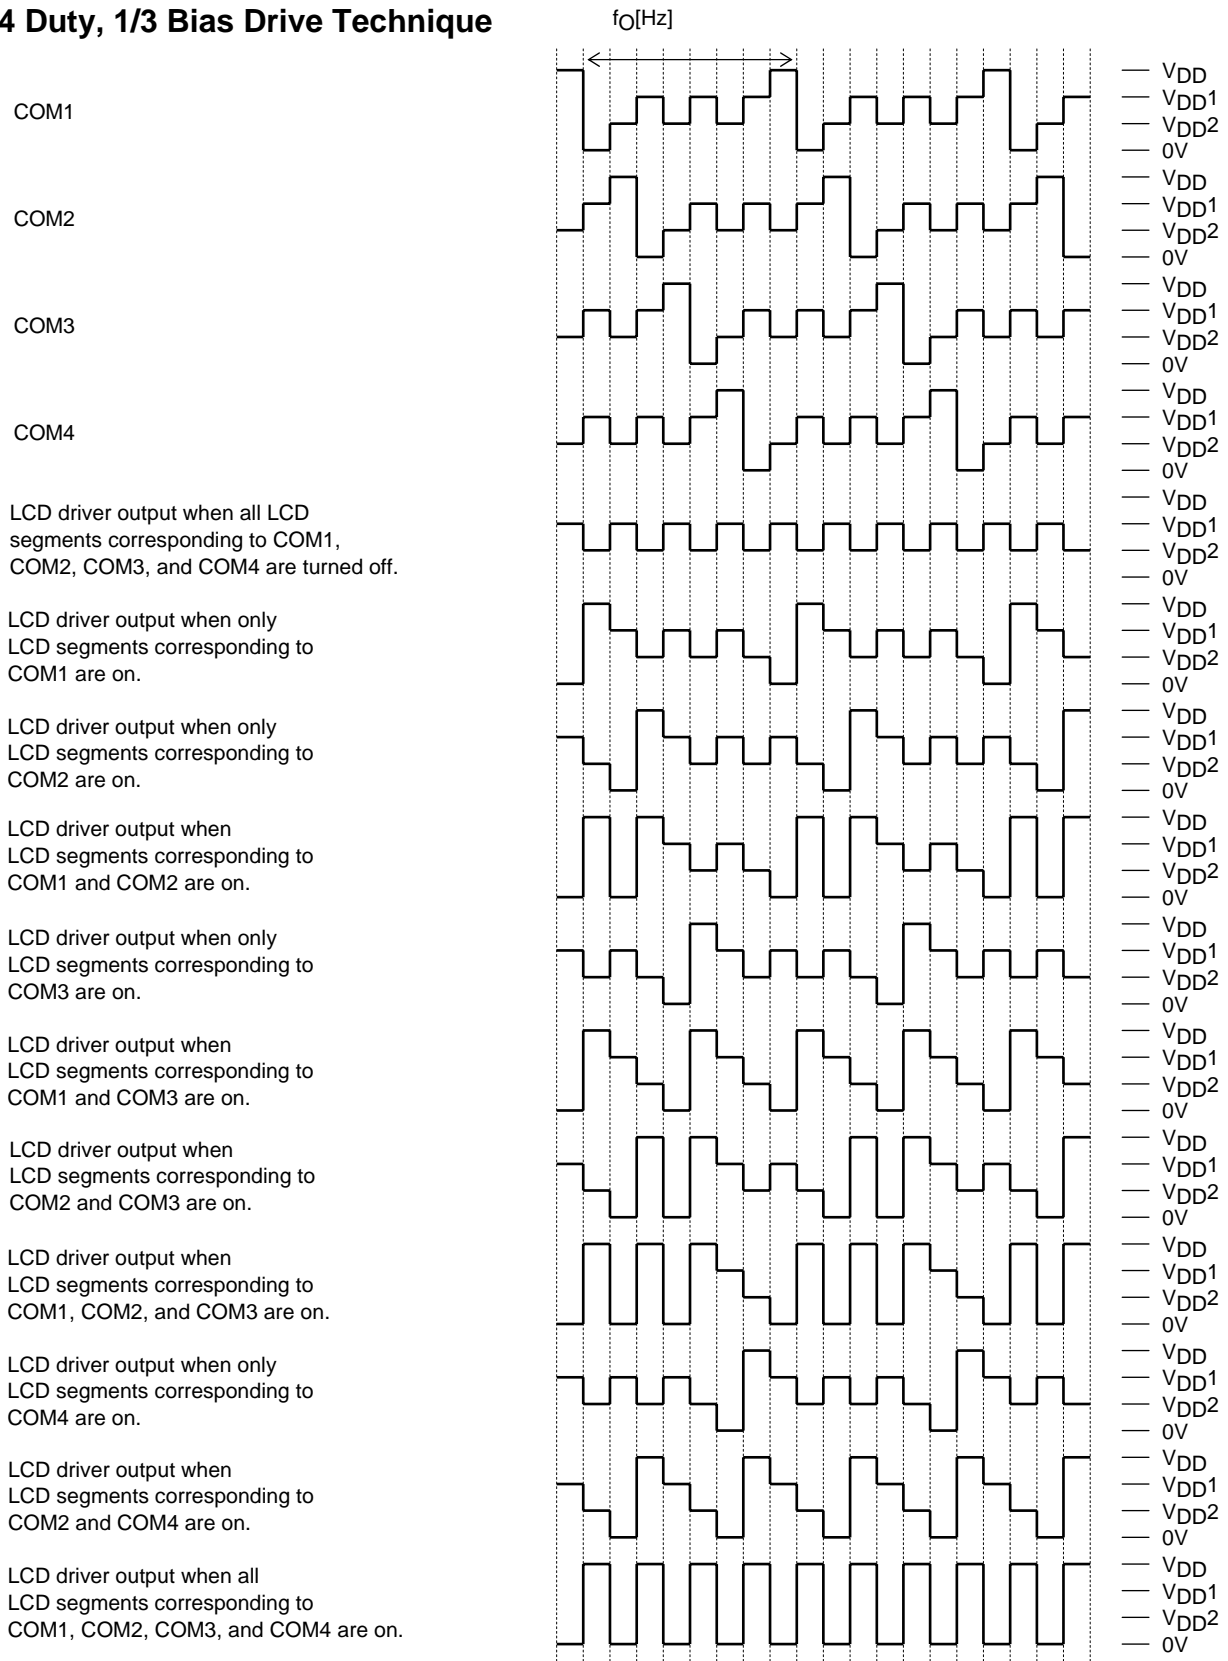 4 Duty, 1/3 Bias Drive Technique
fO[Hz]
COM1
VDD
VDD1
VDD2
0V
COM2
VDD
VDD1
VDD2
0V
COM3
VDD
VDD1
VDD2
0V
COM4
VDD
VDD1
VDD2
0V
LCD driver output when all LCD
segments corresponding to COM1,
COM2, COM3, and COM4 are turned off.
VDD
VDD1
VDD2
0V
LCD driver output when only
LCD segments corresponding to
COM1 are on.
VDD
VDD1
VDD2
0V
LCD driver output when only
LCD segments corresponding to
COM2 are on.
VDD
VDD1
VDD2
0V
LCD driver output when
LCD segments corresponding to
COM1 and COM2 are on.
VDD
VDD1
VDD2
0V
LCD driver output when only
LCD segments corresponding to
COM3 are on.
VDD
VDD1
VDD2
0V
LCD driver output when
LCD segments corresponding to
COM1 and COM3 are on.
VDD
VDD1
VDD2
0V
LCD driver output when
LCD segments corresponding to
COM2 and COM3 are on.
VDD
VDD1
VDD2
0V
LCD driver output when
LCD segments corresponding to
COM1, COM2, and COM3 are on.
VDD
VDD1
VDD2
0V
LCD driver output when only
LCD segments corresponding to
COM4 are on.
VDD
VDD1
VDD2
0V
LCD driver output when
LCD segments corresponding to
COM2 and COM4 are on.
VDD
VDD1
VDD2
0V
LCD driver output when all
LCD segments corresponding to
COM1, COM2, COM3, and COM4 are on.
VDD
VDD1
VDD2
0V